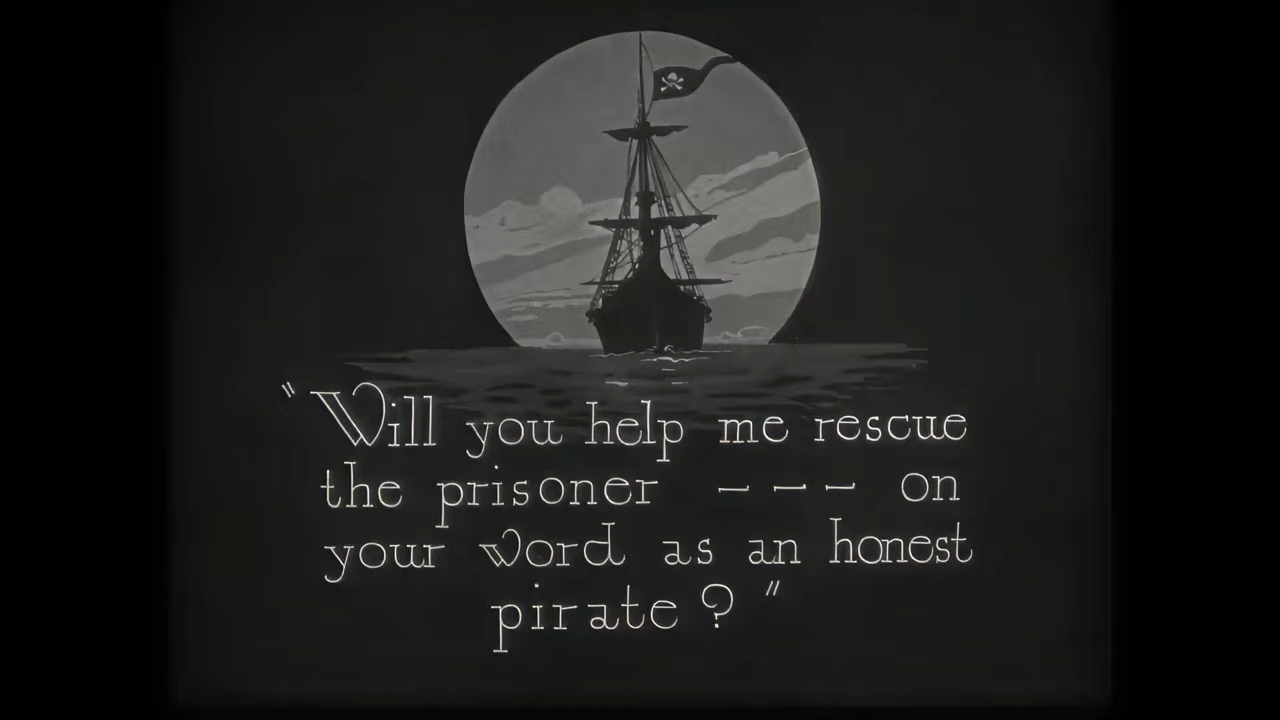 "Will you help me rescue
the prisoner --- on
your word as an honest
pirate?"